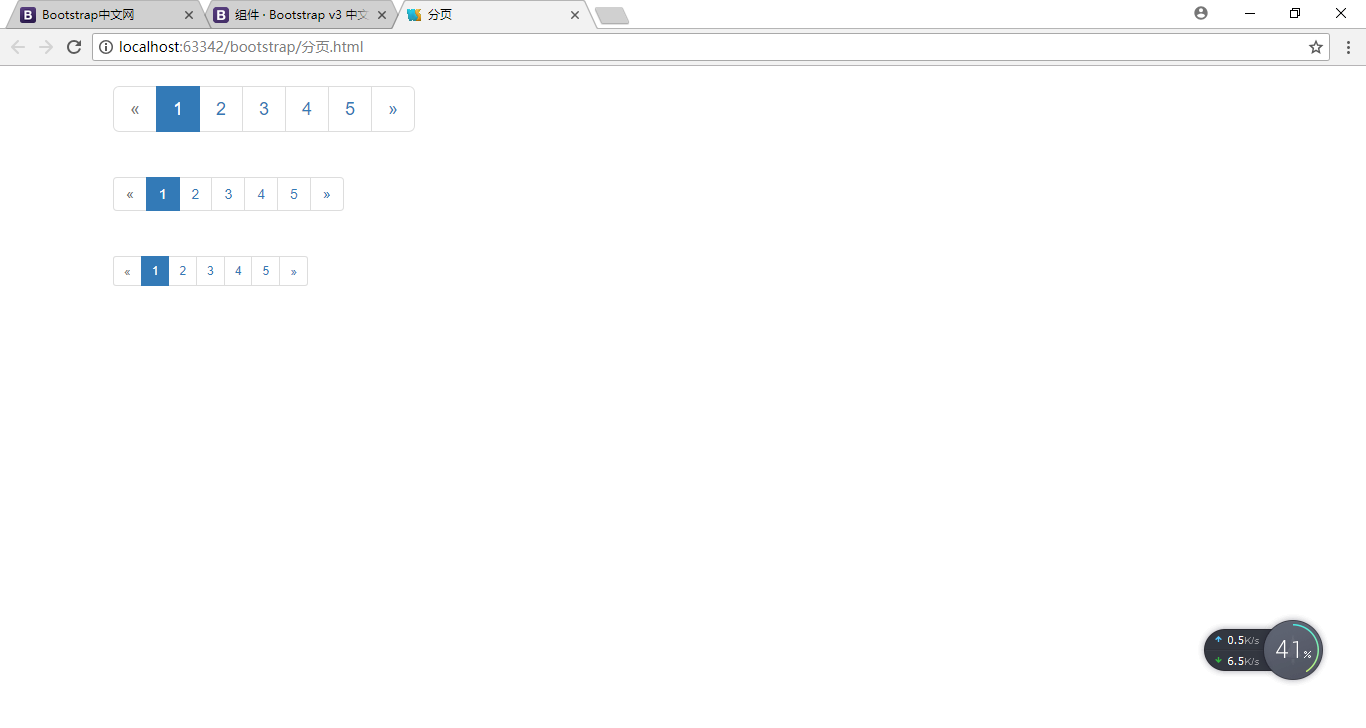 Bootstrap中文网
组件 · Bootstrap v3 中文
分页
localhost:63342/bootstrap/分页.html
« 1 2 3 4 5 »
« 1 2 3 4 5 »
« 1 2 3 4 5 »
0.5K/s
6.5K/s
41%